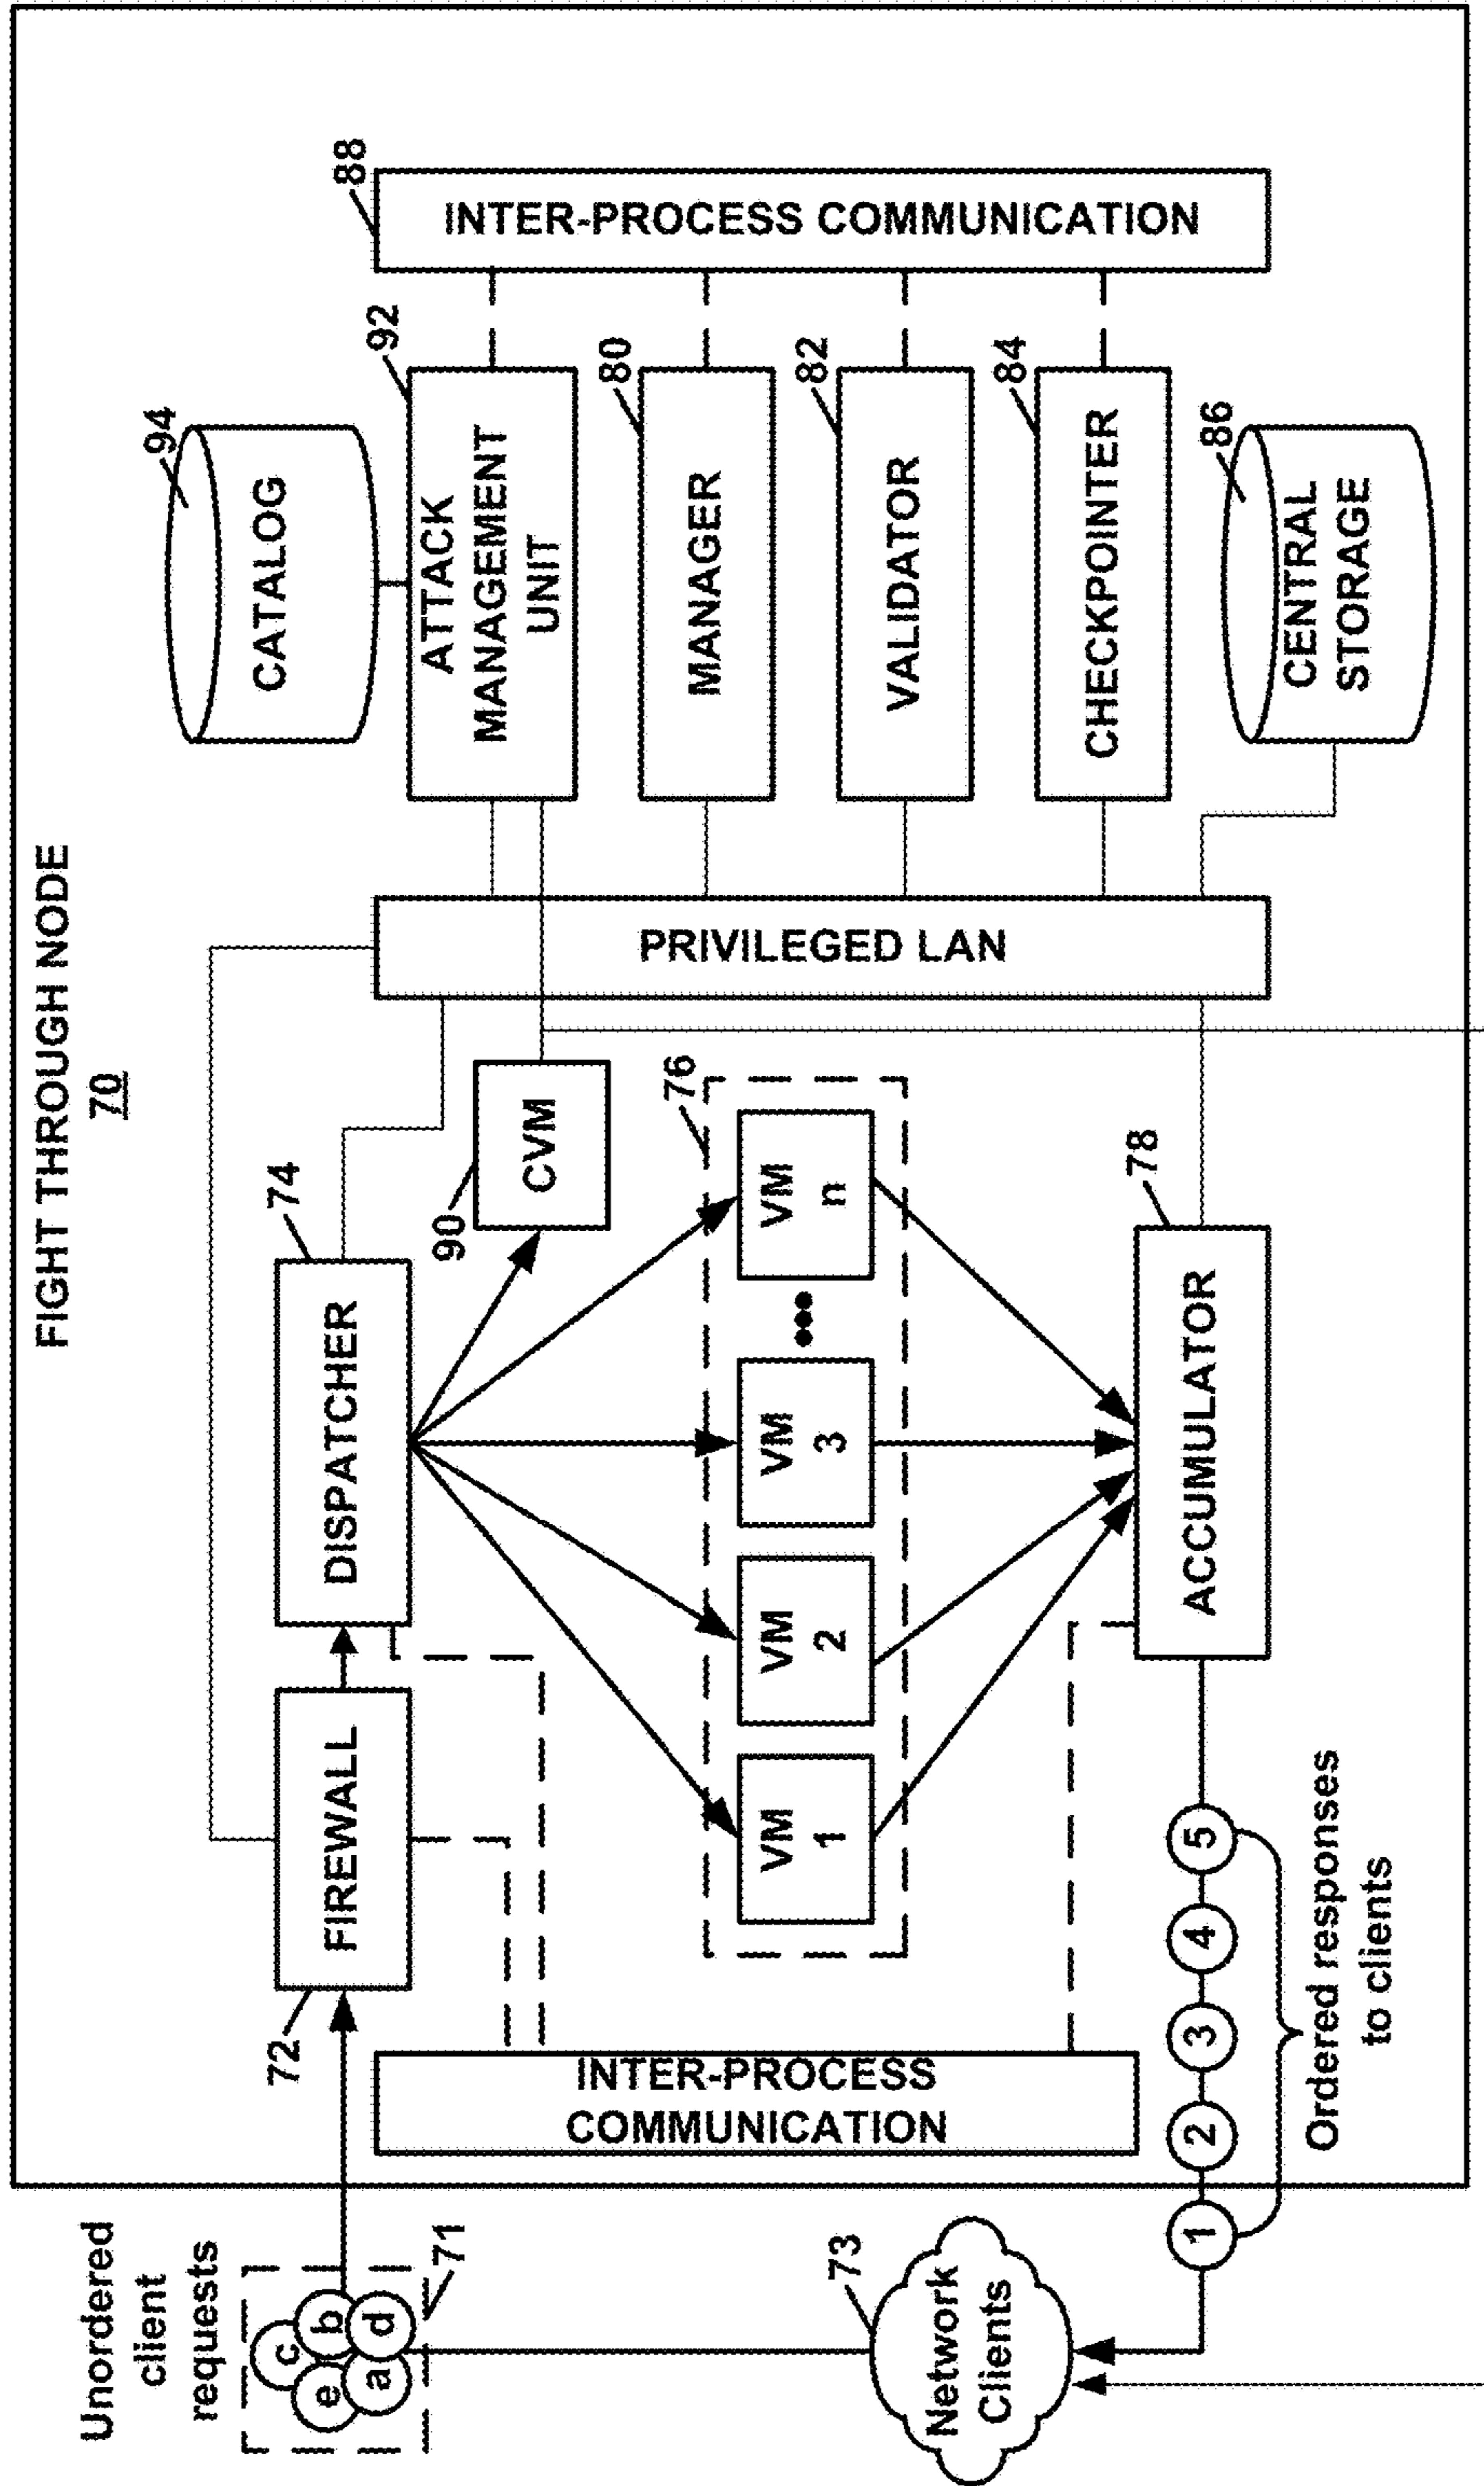 FIGHT THROUGH NODE
70
Unordered
client
requests
c
b
e
a
d
71
73
Network
Clients
72
FIREWALL
74
DISPATCHER
90
CVM
76
VM
1
VM
2
VM
3
VM
n
INTER-PROCESS
COMMUNICATION
78
ACCUMULATOR
1
2
3
4
5
Ordered responses
to clients
PRIVILEGED LAN
94
CATALOG
92
ATTACK
MANAGEMENT
UNIT
80
MANAGER
82
VALIDATOR
84
CHECKPOINTER
86
CENTRAL
STORAGE
88
INTER-PROCESS COMMUNICATION